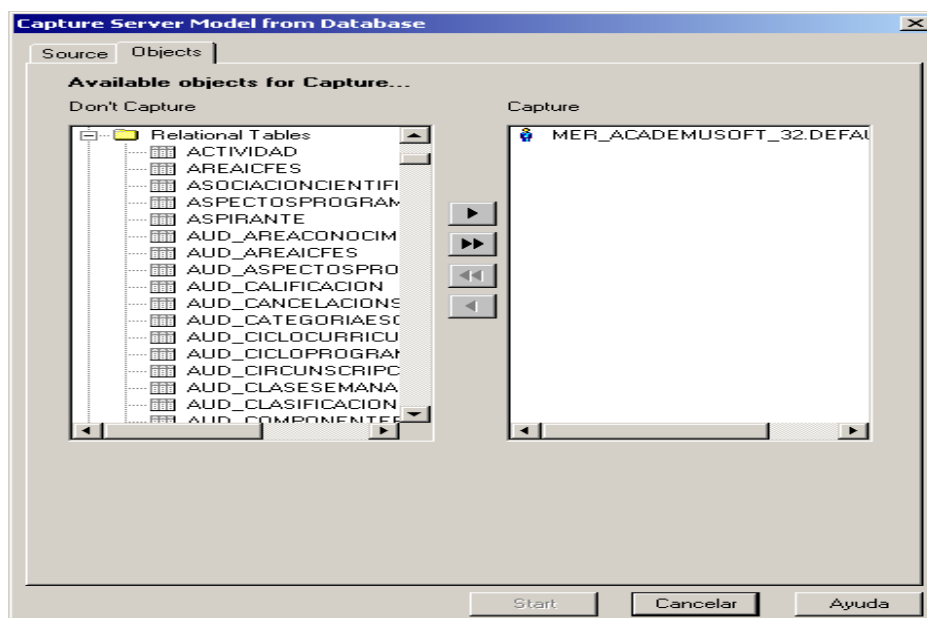 Capture Server Model from Database
Source Objects
Available objects for Capture...
Don't Capture
Capture
Relational Tables
ACTIVIDAD
AREAICFES
ASOCIACIONCIENTIFI
ASPECTOSPROGRAM
ASPIRANTE
AUD_AREACONOCIM
AUD_AREAICFES
AUD_ASPECTOSPRO
AUD_CALIFICACION
AUD_CANCELACIONS
AUD_CATEGORIAESC
AUD_CICLOCURRICU
AUD_CICLOPROGRAM
AUD_CIRCUNSCRIPC
AUD_CLASESEMANA
AUD_CLASIFICACION
AUD_COMPONENTEF
MER_ACADEMUSOFT_32.DEFAU
Start Cancelar Ayuda